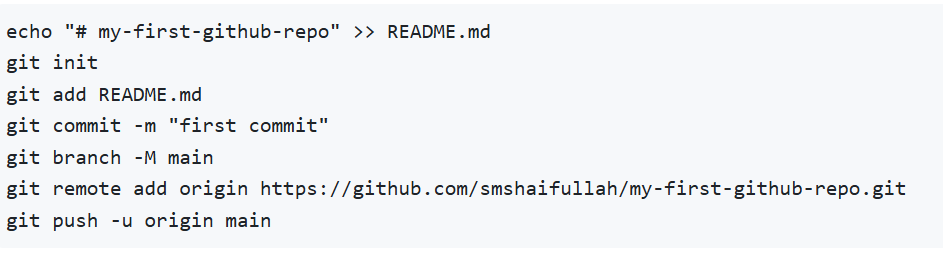 echo "# my-first-github-repo" >> README.md
git init
git add README.md
git commit -m "first commit"
git branch -M main
git remote add origin https://github.com/smshaifullah/my-first-github-repo.git
git push -u origin main